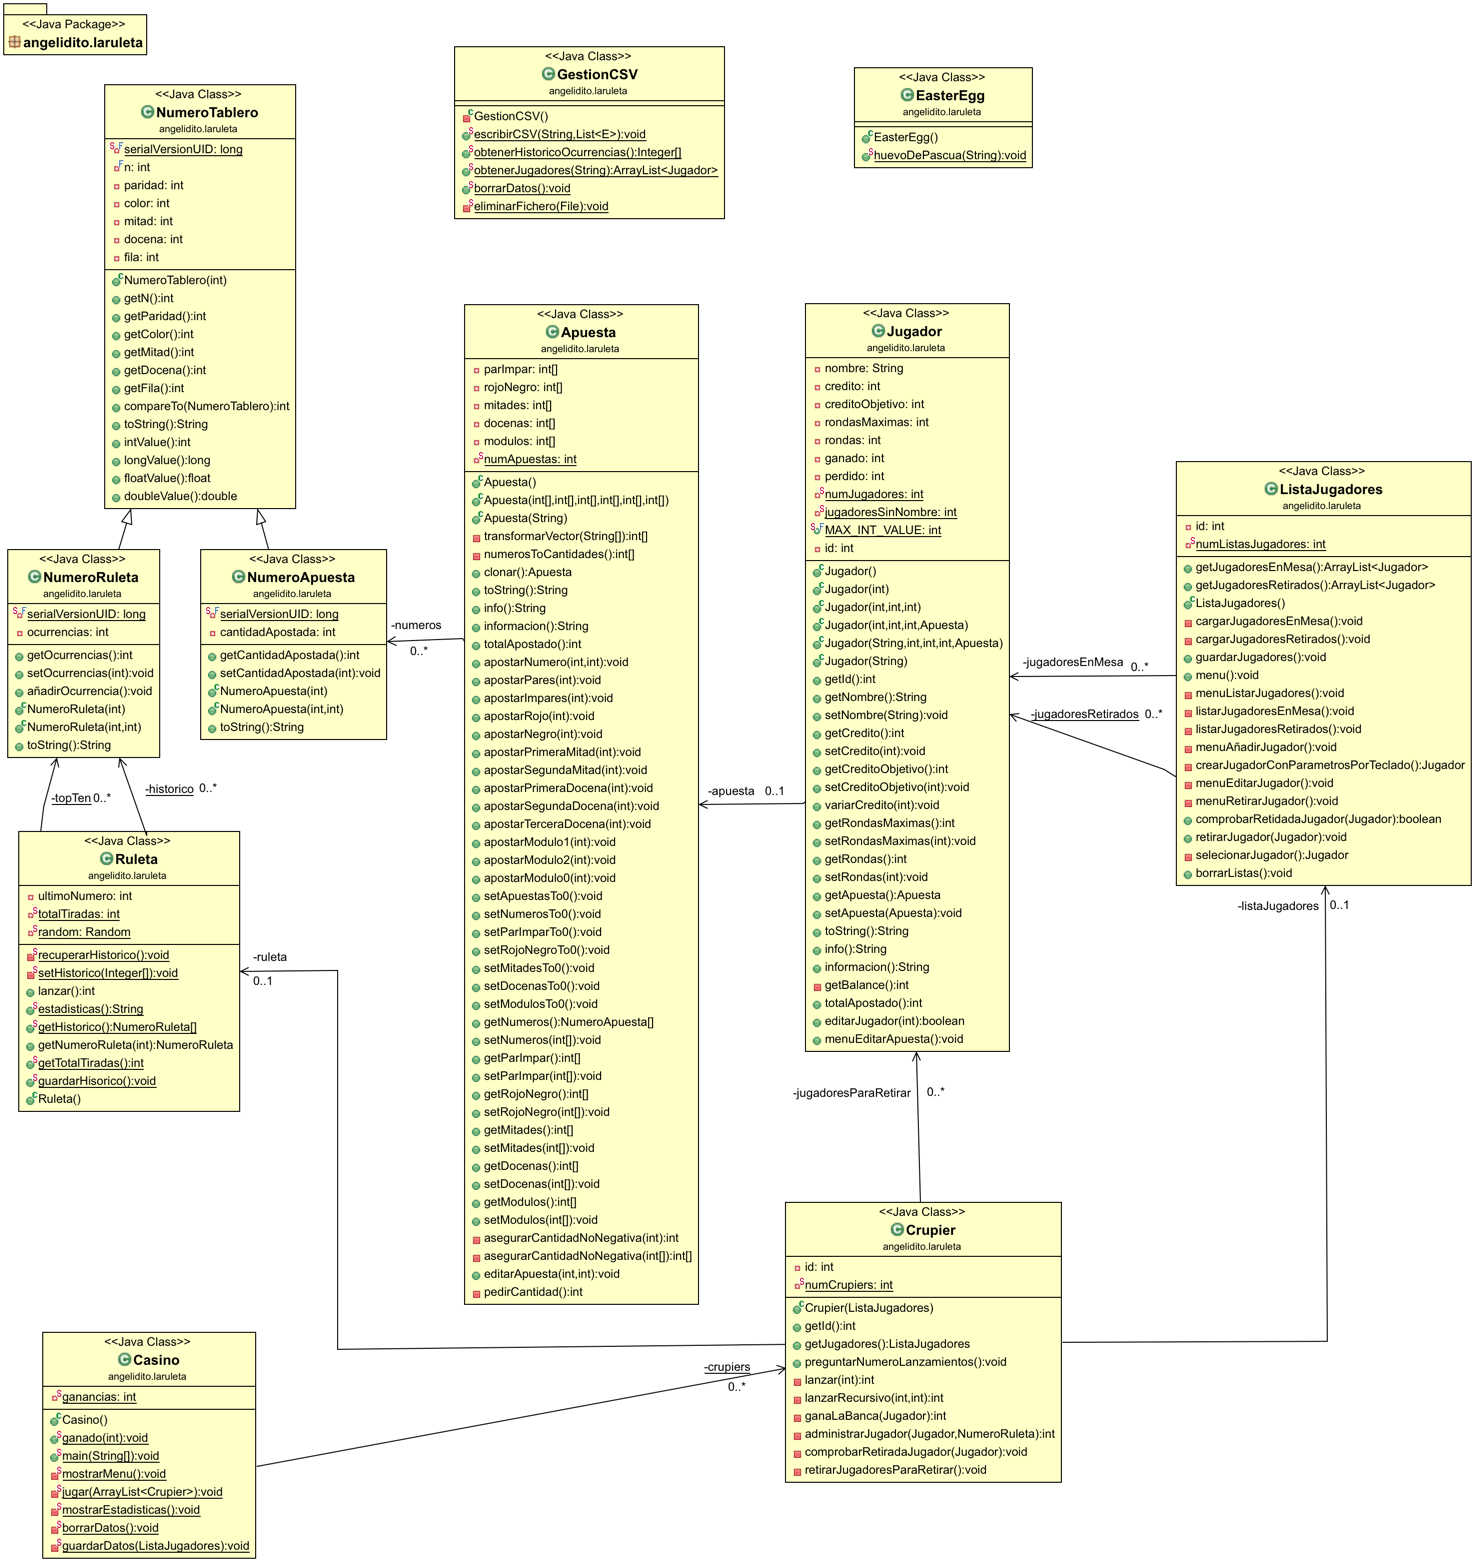 <<Java Package>>
angelidito.laruleta
<<Java Class>>
NumeroTablero
angelidito.laruleta
serialVersionUID: long
n: int
paridad: int
color: int
mitad: int
docena: int
fila: int
NumeroTablero(int)
getN():int
getParidad():int
getColor():int
getMitad():int
getDocena():int
getFila():int
compareTo(NumeroTablero):int
toString():String
intValue():int
longValue():long
floatValue():float
doubleValue():double
<<Java Class>>
GestionCSV
angelidito.laruleta
GestionCSV()
escribirCSV(String,List<E>):void
obtenerHistoricoOcurrencias():Integer[]
obtenerJugadores(String):ArrayList<Jugador>
borrarDatos():void
eliminarFichero(File):void
<<Java Class>>
EasterEgg
angelidito.laruleta
EasterEgg()
huevoDePascua(String):void
<<Java Class>>
NumeroRuleta
angelidito.laruleta
serialVersionUID: long
ocurrencias: int
getOcurrencias():int
setOcurrencias(int):void
añadirOcurrencia():void
NumeroRuleta(int)
NumeroRuleta(int,int)
toString():String
<<Java Class>>
NumeroApuesta
angelidito.laruleta
serialVersionUID: long
cantidadApostada: int
getCantidadApostada():int
setCantidadApostada(int):void
NumeroApuesta(int)
NumeroApuesta(int,int)
toString():String
-numeros
0..*
<<Java Class>>
Apuesta
angelidito.laruleta
parImpar: int[]
rojoNegro: int[]
mitades: int[]
docenas: int[]
modulos: int[]
numApuestas: int
Apuesta()
Apuesta(int[],int[],int[],int[],int[],int[])
Apuesta(String)
transformarVector(String[]):int[]
numerosToCantidades():int[]
clonar():Apuesta
toString():String
info():String
informacion():String
totalApostado():int
apostarNumero(int,int):void
apostarPares(int):void
apostarImpares(int):void
apostarRojo(int):void
apostarNegro(int):void
apostarPrimeraMitad(int):void
apostarSegundaMitad(int):void
apostarPrimeraDocena(int):void
apostarSegundaDocena(int):void
apostarTerceraDocena(int):void
apostarModulo1(int):void
apostarModulo2(int):void
apostarModulo0(int):void
setApuestasTo0():void
setNumerosTo0():void
setParImparTo0():void
setRojoNegroTo0():void
setMitadesTo0():void
setDocenasTo0():void
setModulosTo0():void
getNumeros():NumeroApuesta[]
setNumeros(int[]):void
getParImpar():int[]
setParImpar(int[]):void
getRojoNegro():int[]
setRojoNegro(int[]):void
getMitades():int[]
setMitades(int[]):void
getDocenas():int[]
setDocenas(int[]):void
getModulos():int[]
setModulos(int[]):void
asegurarCantidadNoNegativa(int):int
asegurarCantidadNoNegativa(int[]):int[]
editarApuesta(int,int):void
pedirCantidad():int
-apuesta 0..1
<<Java Class>>
Jugador
angelidito.laruleta
nombre: String
credito: int
creditoObjetivo: int
rondasMaximas: int
rondas: int
ganado: int
perdido: int
numJugadores: int
jugadoresSinNombre: int
MAX_INT_VALUE: int
id: int
Jugador()
Jugador(int)
Jugador(int,int,int)
Jugador(int,int,int,Apuesta)
Jugador(String,int,int,int,Apuesta)
Jugador(String)
getId():int
getNombre():String
setNombre(String):void
getCredito():int
setCredito(int):void
getCreditoObjetivo():int
setCreditoObjetivo(int):void
variarCredito(int):void
getRondasMaximas():int
setRondasMaximas(int):void
getRondas():int
setRondas(int):void
getApuesta():Apuesta
setApuesta(Apuesta):void
toString():String
info():String
informacion():String
getBalance():int
totalApostado():int
editarJugador(int):boolean
menuEditarApuesta():void
-jugadoresEnMesa 0..*
-jugadoresRetirados 0..*
<<Java Class>>
ListaJugadores
angelidito.laruleta
id: int
numListasJugadores: int
getJugadoresEnMesa():ArrayList<Jugador>
getJugadoresRetirados():ArrayList<Jugador>
ListaJugadores()
cargarJugadoresEnMesa():void
cargarJugadoresRetirados():void
guardarJugadores():void
menu():void
menuListarJugadores():void
listarJugadoresEnMesa():void
listarJugadoresRetirados():void
menuAñadirJugador():void
crearJugadorConParametrosPorTeclado():Jugador
menuEditarJugador():void
menuRetirarJugador():void
comprobarRetidadaJugador(Jugador):boolean
retirarJugador(Jugador):void
selecionarJugador():Jugador
borrarListas():void
-listaJugadores 0..1
-topTen 0..*
-historico 0..*
<<Java Class>>
Ruleta
angelidito.laruleta
ultimoNumero: int
totalTiradas: int
random: Random
recuperarHistorico():void
setHistorico(Integer[]):void
lanzar():int
estadisticas():String
getHistorico():NumeroRuleta[]
getNumeroRuleta(int):NumeroRuleta
getTotalTiradas():int
guardarHisorico():void
Ruleta()
-ruleta
0..1
-jugadoresParaRetirar 0..*
<<Java Class>>
Crupier
angelidito.laruleta
id: int
numCrupiers: int
Crupier(ListaJugadores)
getId():int
getJugadores():ListaJugadores
preguntarNumeroLanzamientos():void
lanzar(int):int
lanzarRecursivo(int,int):int
ganaLaBanca(Jugador):int
administrarJugador(Jugador,NumeroRuleta):int
comprobarRetiradaJugador(Jugador):void
retirarJugadoresParaRetirar():void
<<Java Class>>
Casino
angelidito.laruleta
ganancias: int
Casino()
ganado(int):void
main(String[]):void
mostrarMenu():void
jugar(ArrayList<Crupier>):void
mostrarEstadisticas():void
borrarDatos():void
guardarDatos(ListaJugadores):void
-crupiers
0..*